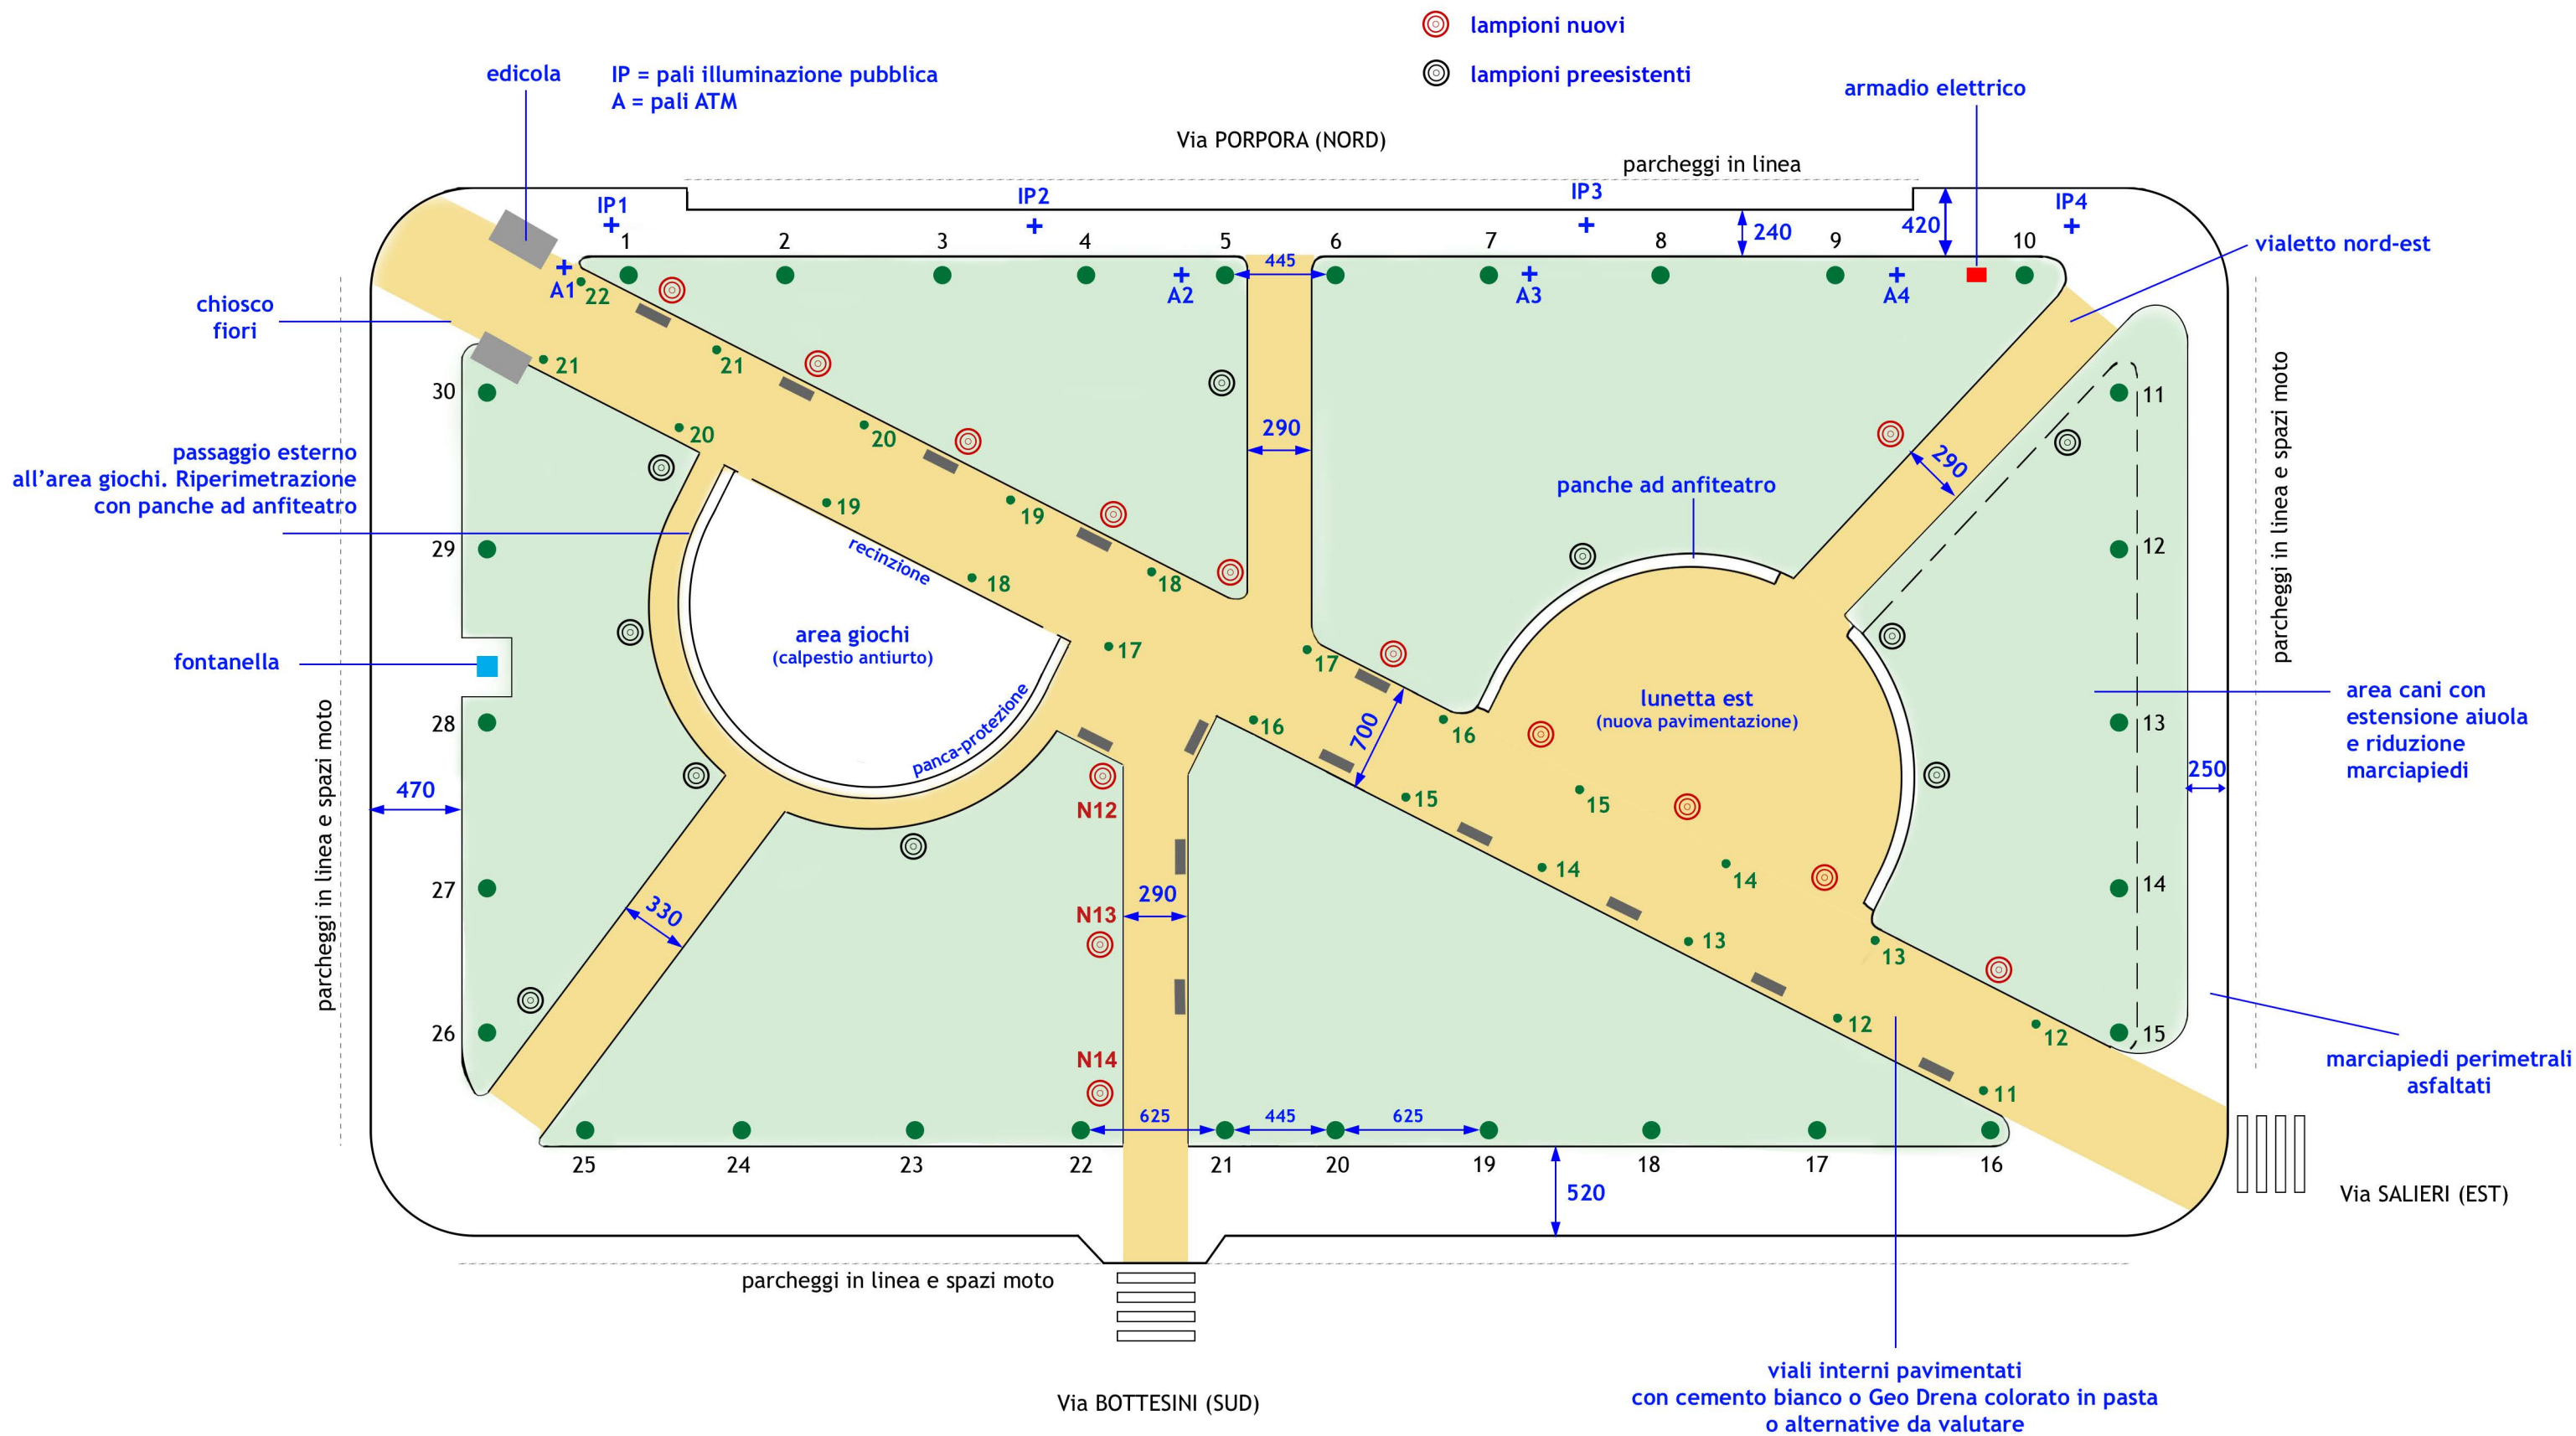 lampioni nuovi
lampioni preesistenti
edicola
IP = pali illuminazione pubblica
A = pali ATM
armadio elettrico
Via PORPORA (NORD)
parcheggi in linea
IP1
IP2
IP3
IP4
420
240
1
2
3
4
5
6
7
8
9
10
445
vialetto nord-est
A1
A2
A3
A4
22
chiosco
fiori
21
21
30
11
20
20
290
290
passaggio esterno
all'area giochi. Riperimetrazione
con panche ad anfiteatro
panche ad anfiteatro
parcheggi in linea e spazi moto
19
19
29
12
recinzione
18
18
area giochi
(calpestio antiurto)
17
17
fontanella
lunetta est
(nuova pavimentazione)
area cani con
estensione aiuola
e riduzione
marciapiedi
panca-protezione
28
16
700
16
13
250
470
parcheggi in linea e spazi moto
N12
15
15
14
14
14
27
290
330
N13
13
13
12
12
26
15
N14
marciapiedi perimetrali
asfaltati
11
625
445
625
25
24
23
22
21
20
19
18
17
16
520
Via SALIERI (EST)
parcheggi in linea e spazi moto
Via BOTTESINI (SUD)
viali interni pavimentati
con cemento bianco o Geo Drena colorato in pasta
o alternative da valutare